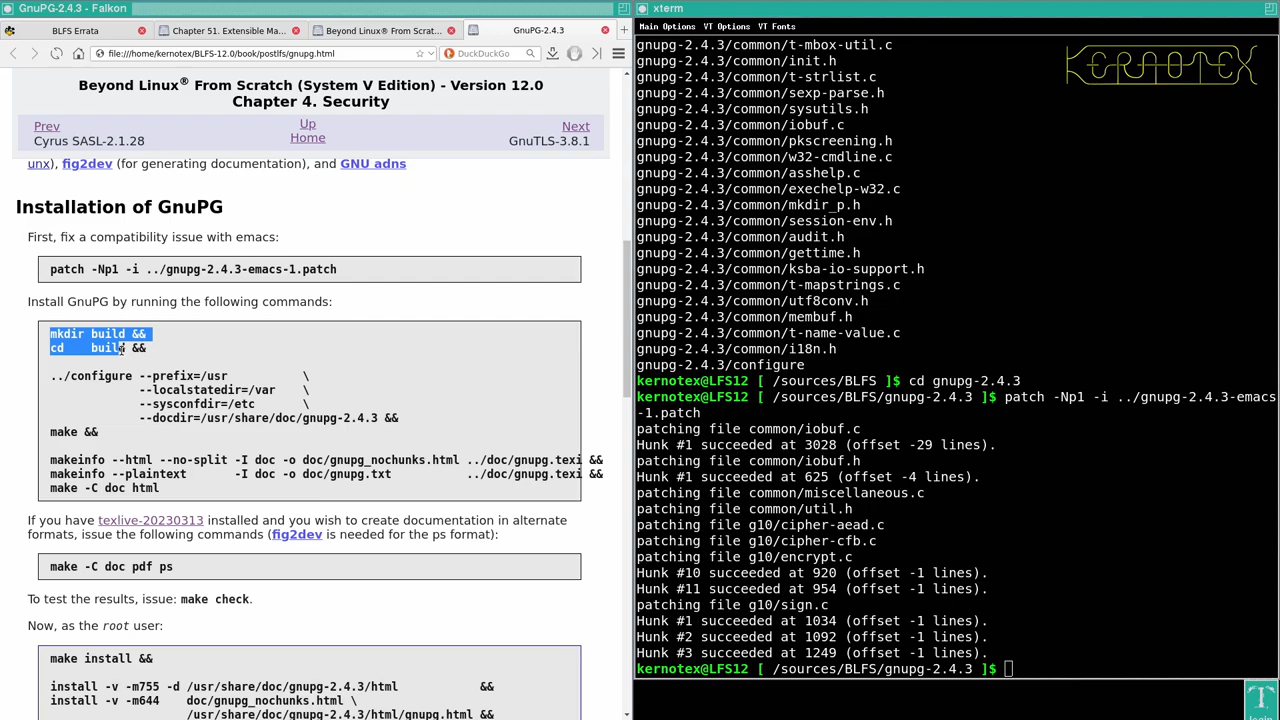 GnuPG-2.4.3 - Falkon
BLFS Errata
Chapter 51. Extensible Ma...
Beyond Linux® From Scrat...
GnuPG-2.4.3
file:///home/kernotex/BLFS-12.0/book/postlfs/gnupg.html
DuckDuckGo
Beyond Linux® From Scratch (System V Edition) - Version 12.0
Chapter 4. Security
Prev
Up
Next
Cyrus SASL-2.1.28
Home
GnuTLS-3.8.1
unx), fig2dev (for generating documentation), and GNU adns
Installation of GnuPG
First, fix a compatibility issue with emacs:
patch -Np1 -i ../gnupg-2.4.3-emacs-1.patch
Install GnuPG by running the following commands:
mkdir build &&
cd    build &&
../configure --prefix=/usr           \
--localstatedir=/var    \
--sysconfdir=/etc       \
--docdir=/usr/share/doc/gnupg-2.4.3 &&
make &&
makeinfo --html --no-split -I doc -o doc/gnupg_nochunks.html ../doc/gnupg.texi &&
makeinfo --plaintext       -I doc -o doc/gnupg.txt           ../doc/gnupg.texi &&
make -C doc html
If you have texlive-20230313 installed and you wish to create documentation in alternate
formats, issue the following commands (fig2dev is needed for the ps format):
make -C doc pdf ps
To test the results, issue: make check.
Now, as the root user:
make install &&
install -v -m755 -d /usr/share/doc/gnupg-2.4.3/html            &&
install -v -m644    doc/gnupg_nochunks.html \
/usr/share/doc/gnupg-2.4.3/html/gnupg.html &&
xterm
Main Options  VT Options  VT Fonts
KERNOTEX
gnupg-2.4.3/common/t-mbox-util.c
gnupg-2.4.3/common/init.h
gnupg-2.4.3/common/t-strlist.c
gnupg-2.4.3/common/sexp-parse.h
gnupg-2.4.3/common/sysutils.h
gnupg-2.4.3/common/iobuf.c
gnupg-2.4.3/common/pkscreening.h
gnupg-2.4.3/common/w32-cmdline.c
gnupg-2.4.3/common/asshelp.c
gnupg-2.4.3/common/exechelp-w32.c
gnupg-2.4.3/common/mkdir_p.h
gnupg-2.4.3/common/session-env.h
gnupg-2.4.3/common/audit.h
gnupg-2.4.3/common/gettime.h
gnupg-2.4.3/common/ksba-io-support.h
gnupg-2.4.3/common/t-mapstrings.c
gnupg-2.4.3/common/utf8conv.h
gnupg-2.4.3/common/membuf.h
gnupg-2.4.3/common/t-name-value.c
gnupg-2.4.3/common/i18n.h
gnupg-2.4.3/configure
kernotex@LFS12 [ /sources/BLFS ]$ cd gnupg-2.4.3
kernotex@LFS12 [ /sources/BLFS/gnupg-2.4.3 ]$ patch -Np1 -i ../gnupg-2.4.3-emacs
-1.patch
patching file common/iobuf.c
Hunk #1 succeeded at 3028 (offset -29 lines).
patching file common/iobuf.h
Hunk #1 succeeded at 625 (offset -4 lines).
patching file common/miscellaneous.c
patching file common/util.h
patching file g10/cipher-aead.c
patching file g10/cipher-cfb.c
patching file g10/encrypt.c
Hunk #10 succeeded at 920 (offset -1 lines).
Hunk #11 succeeded at 954 (offset -1 lines).
patching file g10/sign.c
Hunk #1 succeeded at 1034 (offset -1 lines).
Hunk #2 succeeded at 1092 (offset -1 lines).
Hunk #3 succeeded at 1249 (offset -1 lines).
kernotex@LFS12 [ /sources/BLFS/gnupg-2.4.3 ]$
T
login